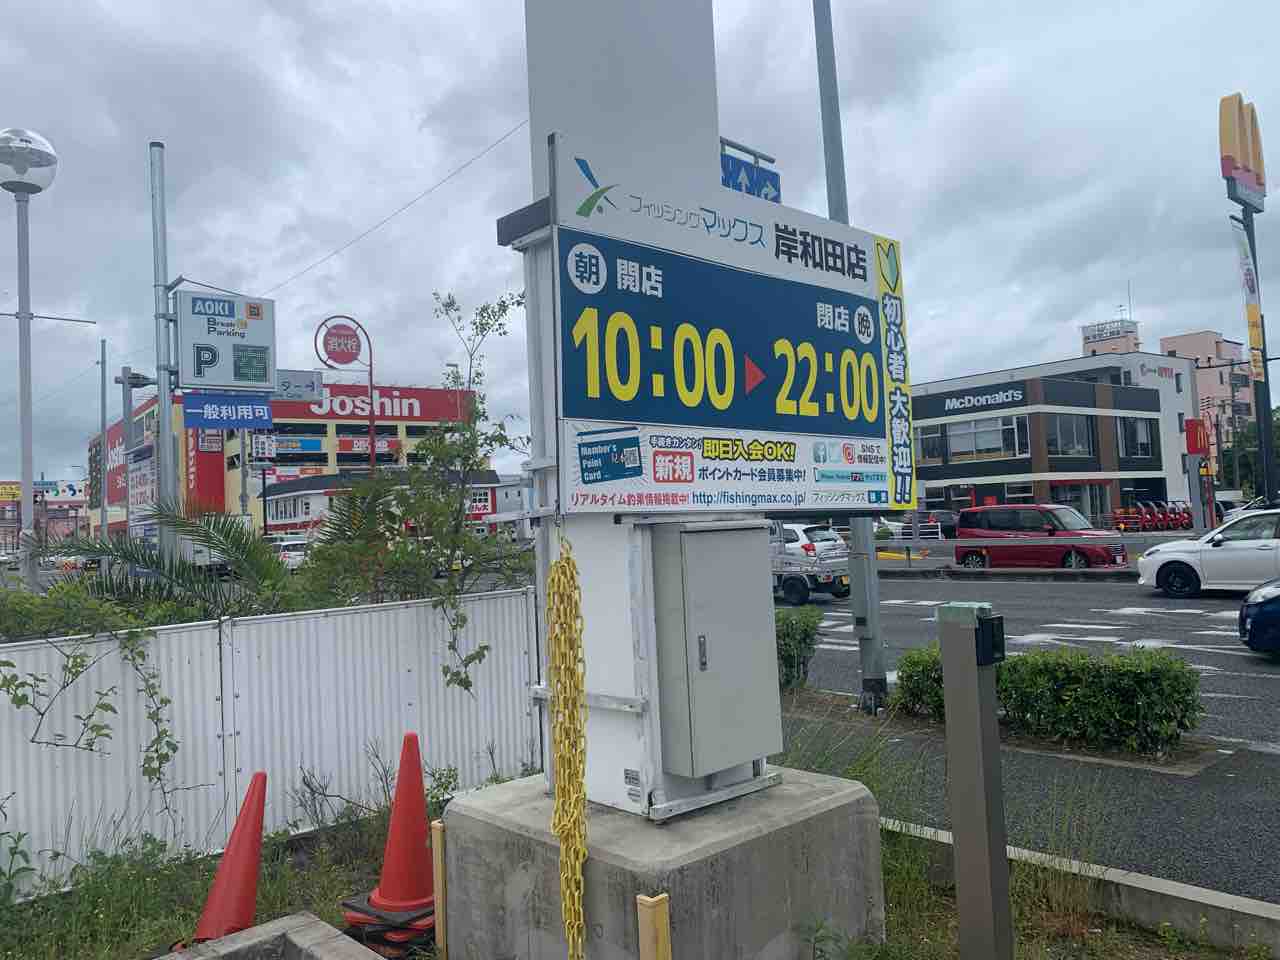 フィッシングマックス 岸和田店
朝 開店
閉店 晩
10:00 22:00
初心者 大歓迎!!
Member's
Point
Card
手続きカンタン♪ 即日入会OK!
新規 ポイントカード会員募集中!
SNSで
情報配信中!
リアルタイム釣果情報掲載中! http://fishingmax.co.jp/
フィッシングマックス 検索
AOKI
Break
Parking
P
一般利用可
消火栓
Joshin
Joshin
McDonald's